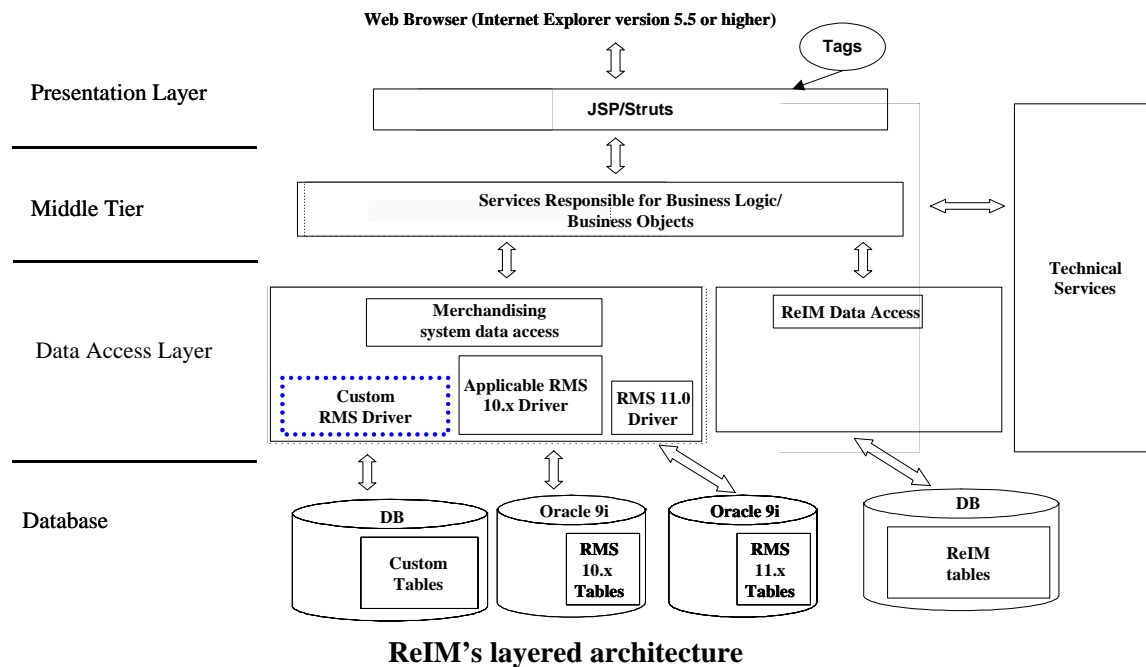 Web Browser (Internet Explorer version 5.5 or higher)
Tags
Presentation Layer
JSP/Struts
Middle Tier
Services Responsible for Business Logic/
Business Objects
Technical
Services
Data Access Layer
Merchandising
system data access
ReIM Data Access
Custom
RMS Driver
Applicable RMS
10.x Driver
RMS 11.0
Driver
Database
DB
Custom
Tables
Oracle 9i
RMS
10.x
Tables
Oracle 9i
RMS
11.x
Tables
DB
ReIM
tables
ReIM’s layered architecture